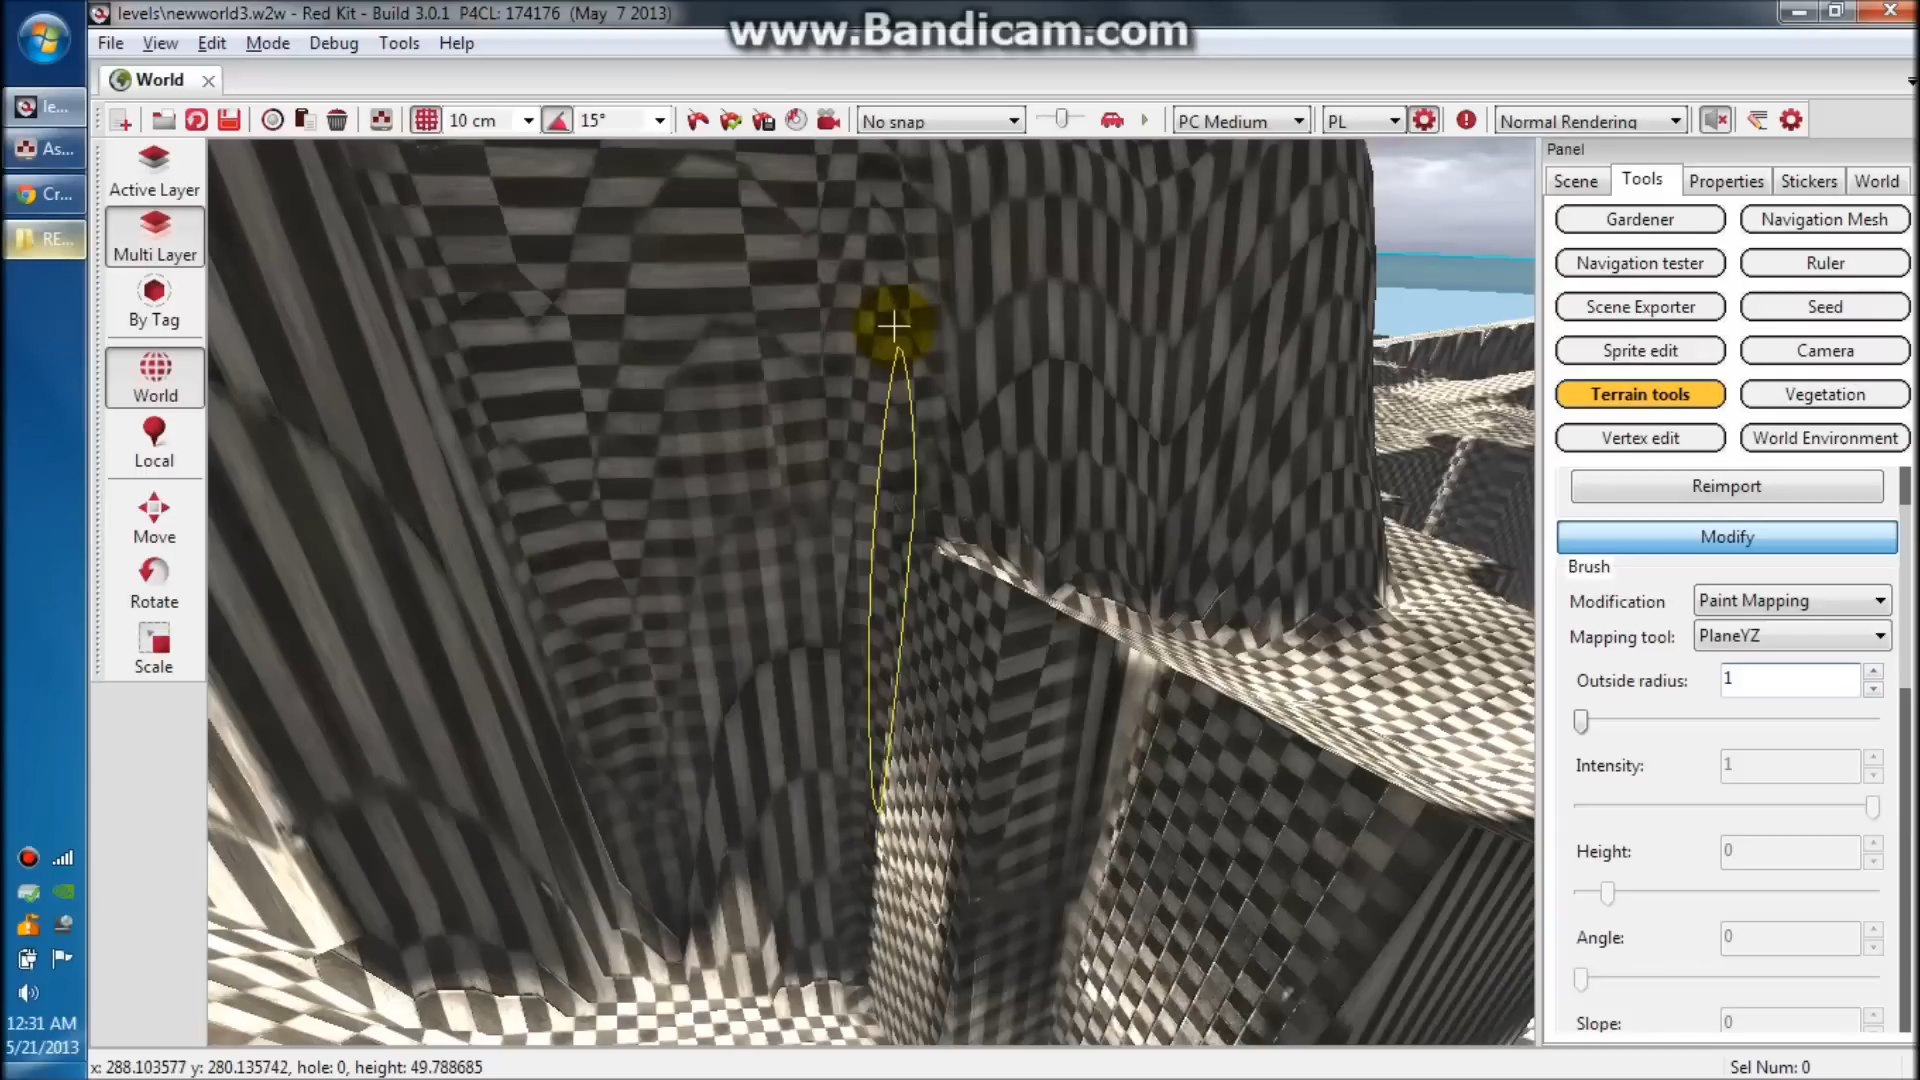 levels\newworld3.w2w - Red Kit - Build 3.0.1 P4CL: 174176 (May 7 2013)
www.Bandicam.com
File View Edit Mode Debug Tools Help
World
10 cm 15° No snap PC Medium PL Normal Rendering
le...
As...
Cr...
RE...
Active Layer
Multi Layer
By Tag
World
Local
Move
Rotate
Scale
Panel
Scene Tools Properties Stickers World
Gardener Navigation Mesh
Navigation tester Ruler
Scene Exporter Seed
Sprite edit Camera
Terrain tools Vegetation
Vertex edit World Environment
Reimport
Modify
Brush
Modification Paint Mapping
Mapping tool: PlaneYZ
Outside radius: 1
Intensity: 1
Height: 0
Angle: 0
Slope: 0
12:31 AM
5/21/2013
x: 288.103577 y: 280.135742, hole: 0, height: 49.788685
Sel Num: 0